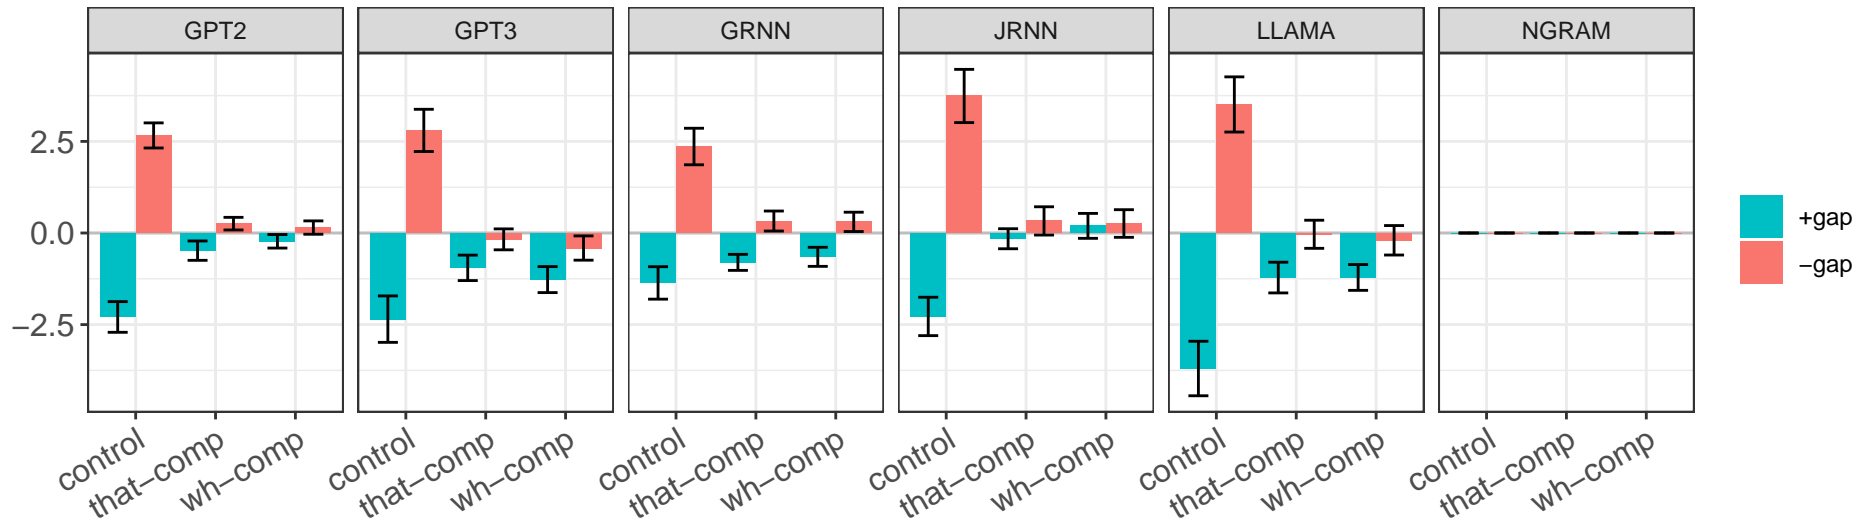 GPT2 GPT3 GRNN JRNN LLAMA NGRAM
2.5
0.0
−2.5
+gap
−gap
control that−comp wh−comp control that−comp wh−comp control that−comp wh−comp control that−comp wh−comp control that−comp wh−comp control that−comp wh−comp